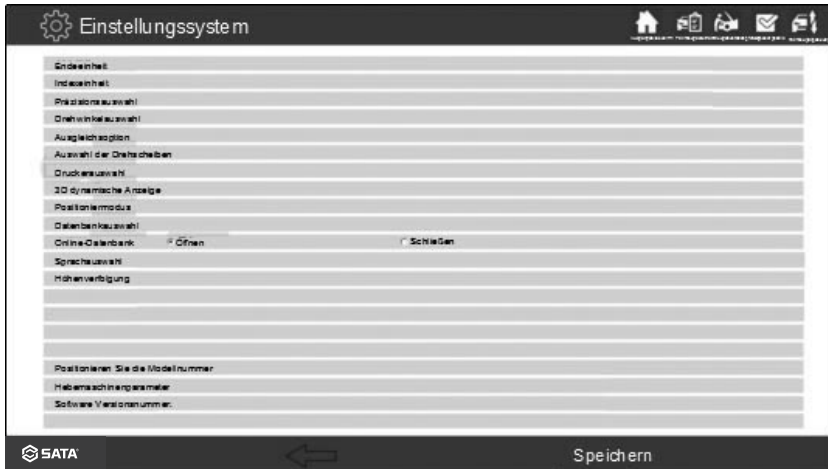 Einstellungssystem
Endeeinheit
Indexeinheit
Präzisionsauswahl
Drehwinkelauswahl
Ausgleichsoption
Auswahl der Drehscheiben
Druckerauswahl
3D dynamische Anzeige
Positioniermodus
Datenbankauswahl
Online-Datenbank Öffnen Schließen
Sprachauswahl
Höhenverfolgung
Positionieren Sie die Modellnummer
Hebemaschinenparameter
Software Versionsnummer:
SATA Speichern